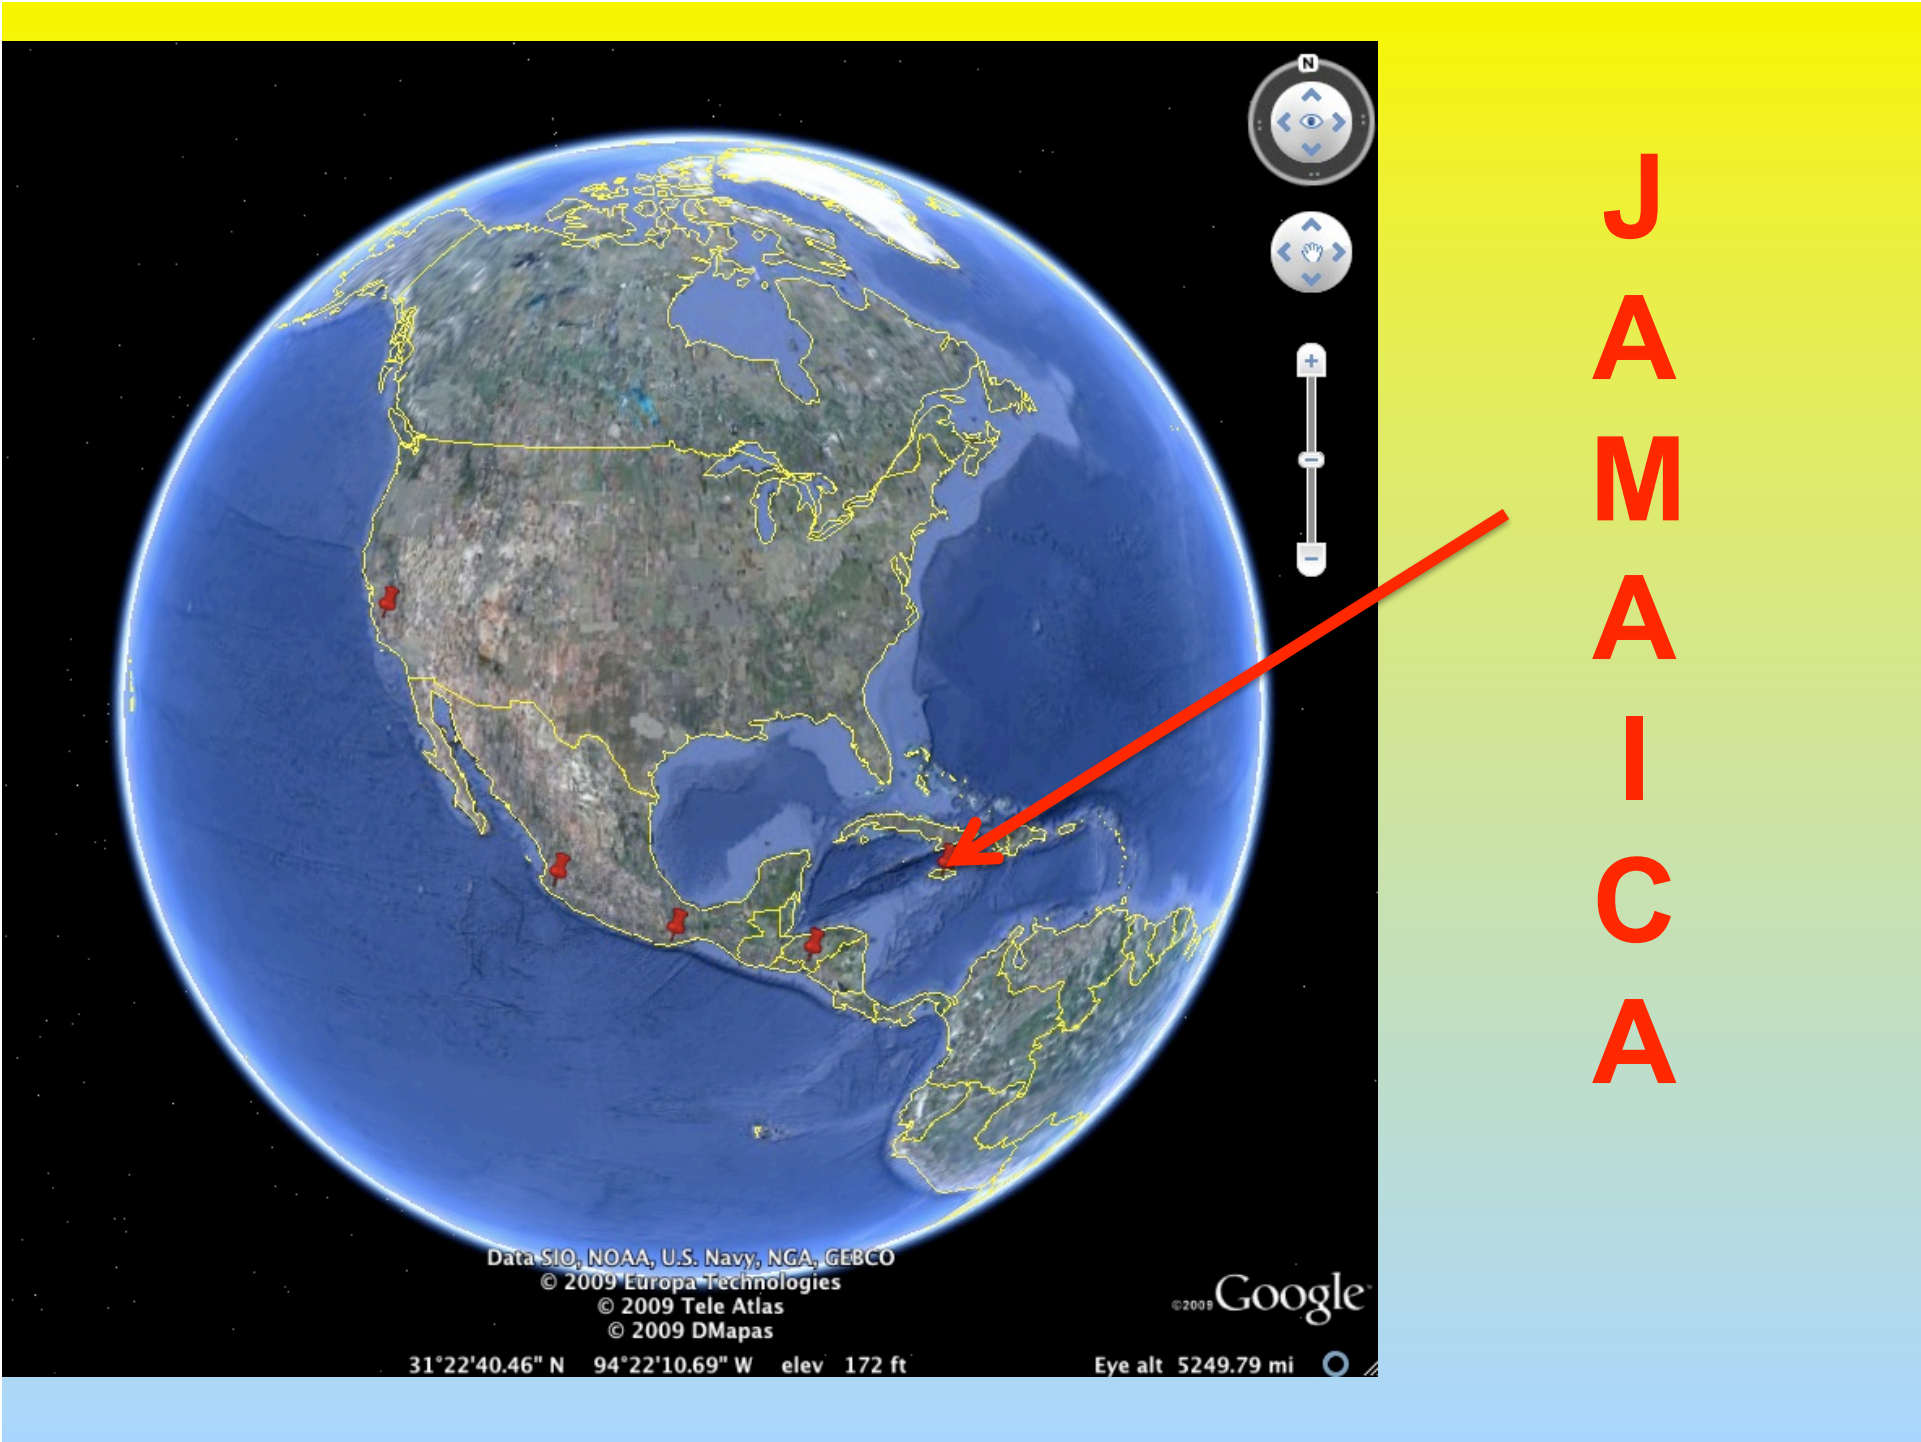 N
J
A
M
A
I
C
A
Data SIO, NOAA, U.S. Navy, NGA, GEBCO
© 2009 Europa Technologies
© 2009 Tele Atlas
© 2009 DMapas
©2009 Google
31°22'40.46" N 94°22'10.69" W elev 172 ft Eye alt 5249.79 mi